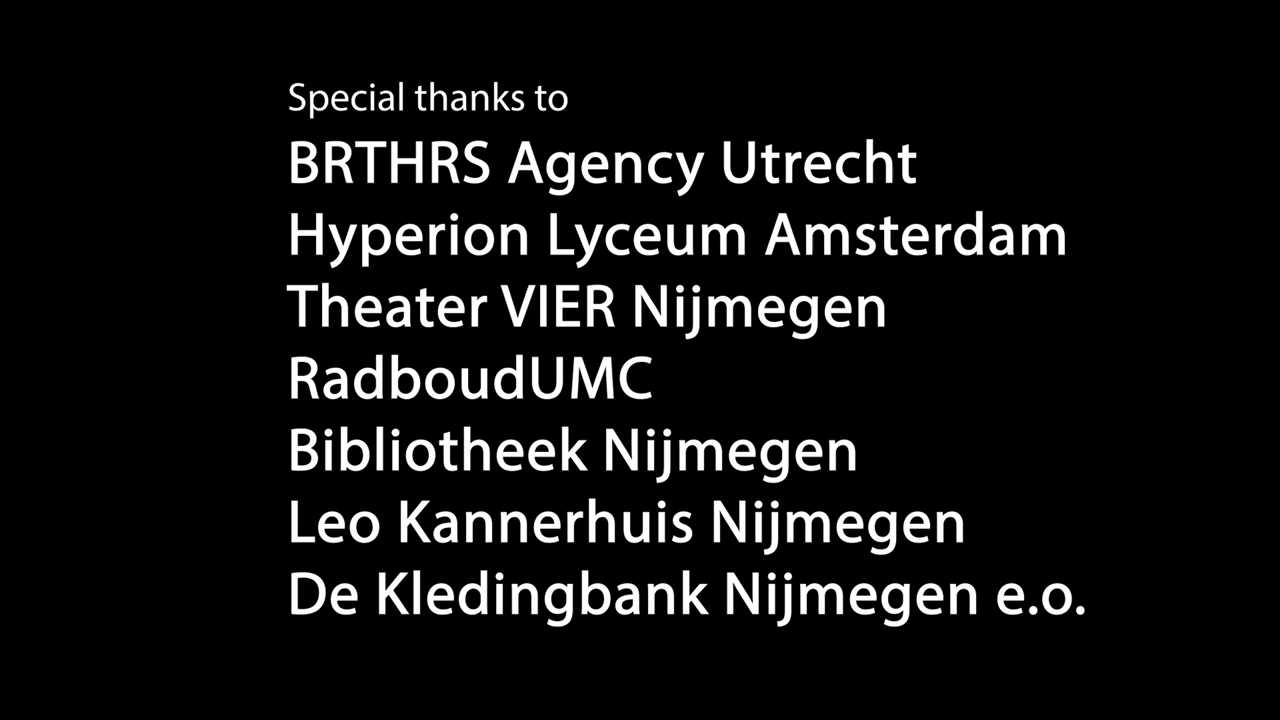 Special thanks to
BRTHRS Agency Utrecht
Hyperion Lyceum Amsterdam
Theater VIER Nijmegen
RadboudUMC
Bibliotheek Nijmegen
Leo Kannerhuis Nijmegen
De Kledingbank Nijmegen e.o.